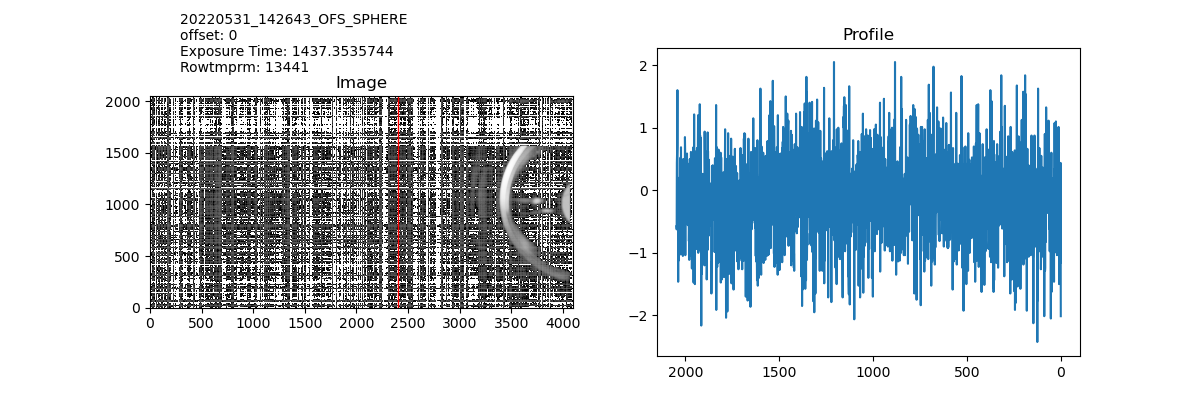 20220531_142643_OFS_SPHERE
offset: 0
Exposure Time: 1437.3535744
Rowtmprm: 13441
Image
2000
1500
1000
500
0
0 500 1000 1500 2000 2500 3000 3500 4000
Profile
2
1
0
−1
−2
2000 1500 1000 500 0